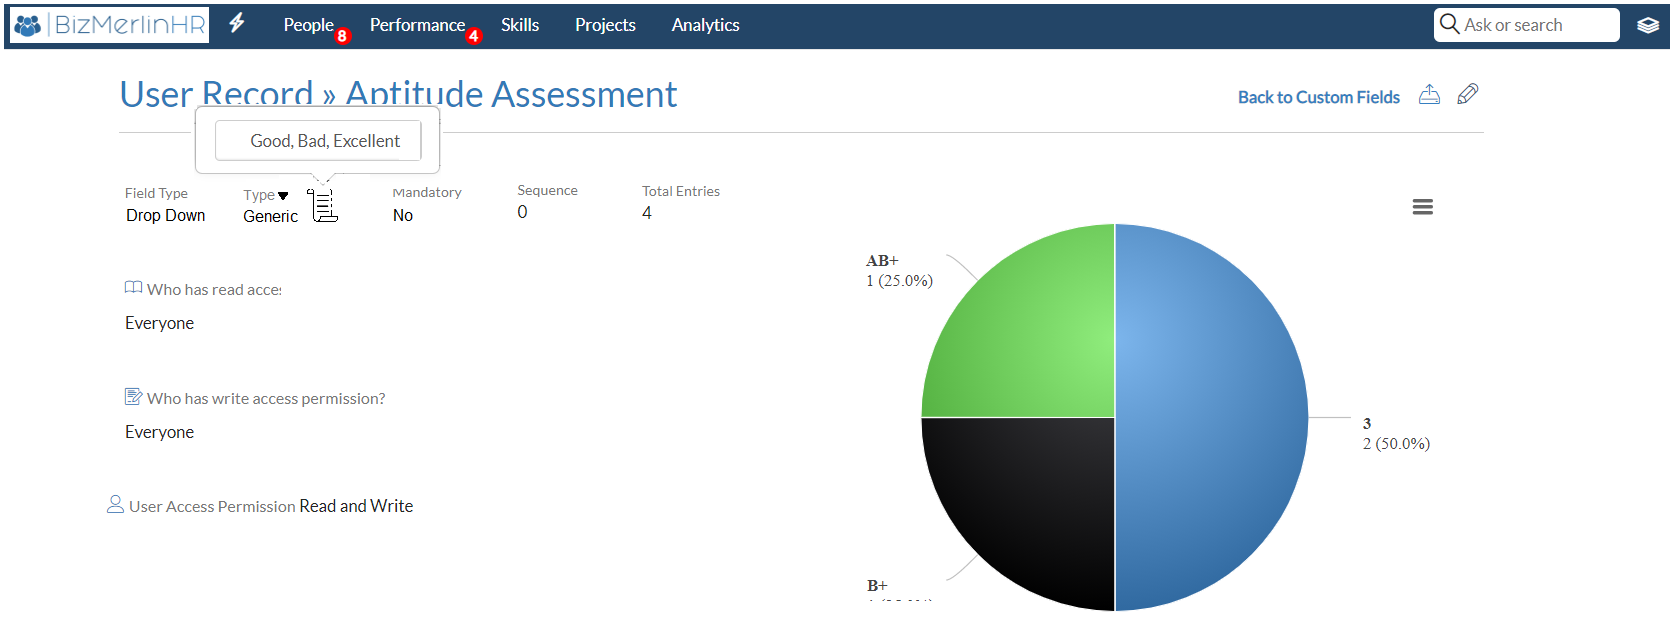 BizMerlinHR
People
8
Performance
4
Skills
Projects
Analytics
Ask or search
User Record » Aptitude Assessment
Back to Custom Fields
Good, Bad, Excellent
Field Type
Drop Down
Type
Generic
Mandatory
No
Sequence
0
Total Entries
4
Who has read
Everyone
Who has write access permission?
Everyone
User Access Permission Read and Write
AB+
1 (25.0%)
3
2 (50.0%)
B+